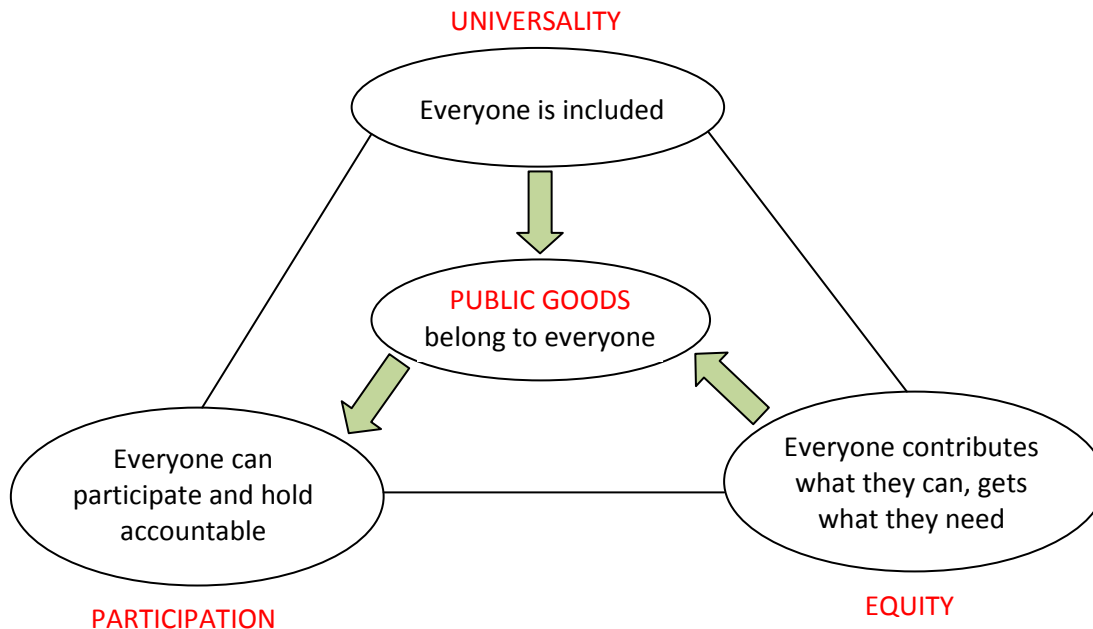 UNIVERSALITY
Everyone is included
PUBLIC GOODS
belong to everyone
Everyone can
participate and hold
accountable
PARTICIPATION
Everyone contributes
what they can, gets
what they need
EQUITY